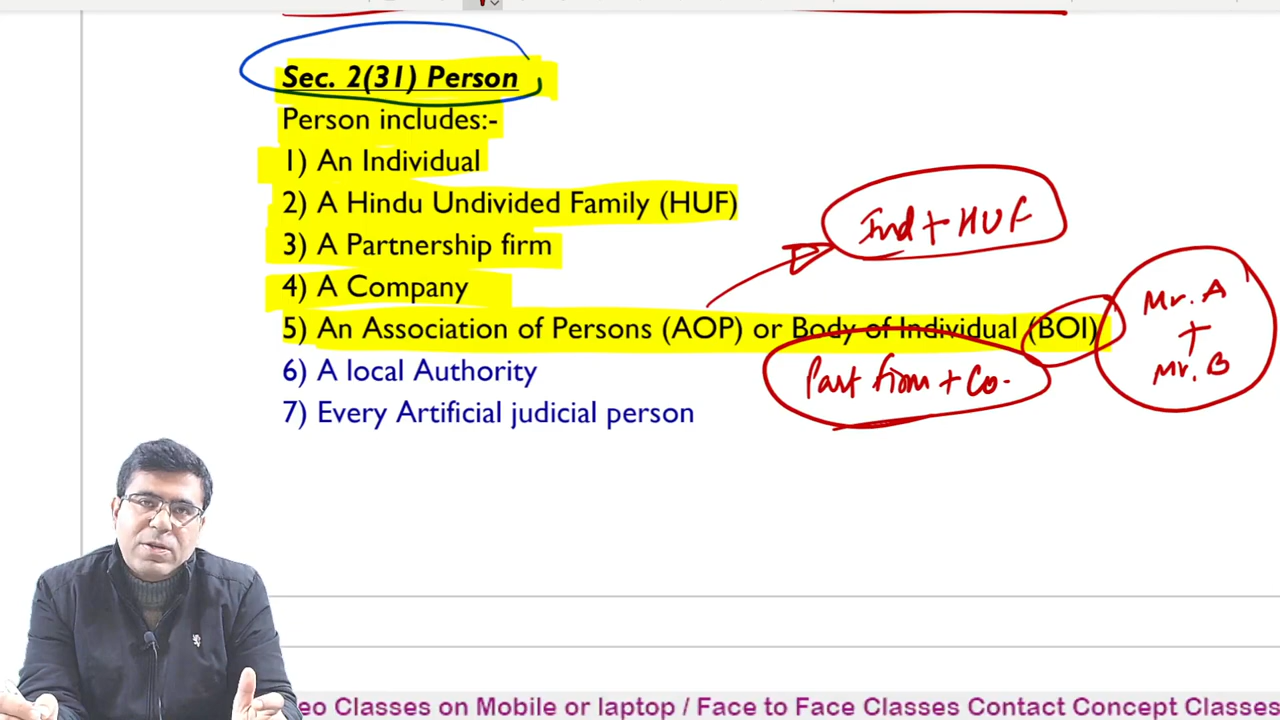 Sec. 2(31) Person
Person includes:-
1) An Individual
2) A Hindu Undivided Family (HUF)
3) A Partnership firm
4) A Company
Ind + HUF
5) An Association of Persons (AOP) or Body of Individual (BOI)
Mr. A
+
Mr. B
Part firm + Co.
6) A local Authority
7) Every Artificial judicial person
eo Classes on Mobile or laptop / Face to Face Classes Contact Concept Classes